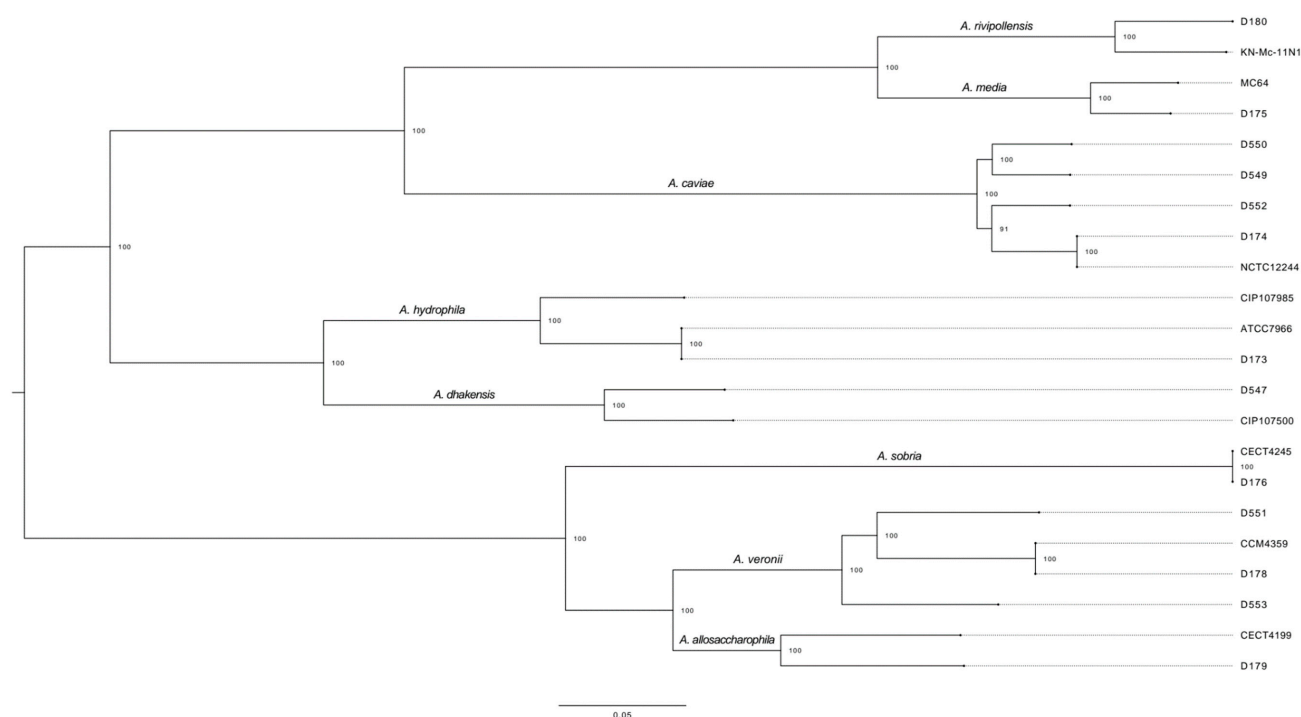 D180
A. rivipollensis
100
KN-Mc-11N1
100
MC64
A. media
100
D175
100
D550
100
D549
A. caviae
100
D552
91
D174
100
NCTC12244
100
CIP107985
A. hydrophila
100
ATCC7966
100
D173
100
D547
A. dhakensis
100
CIP107500
CECT4245
A. sobria
100
D176
D551
100
100
CCM4359
A. veronii
100
100
D178
D553
100
CECT4199
A. allosaccharophila
100
D179
0.05